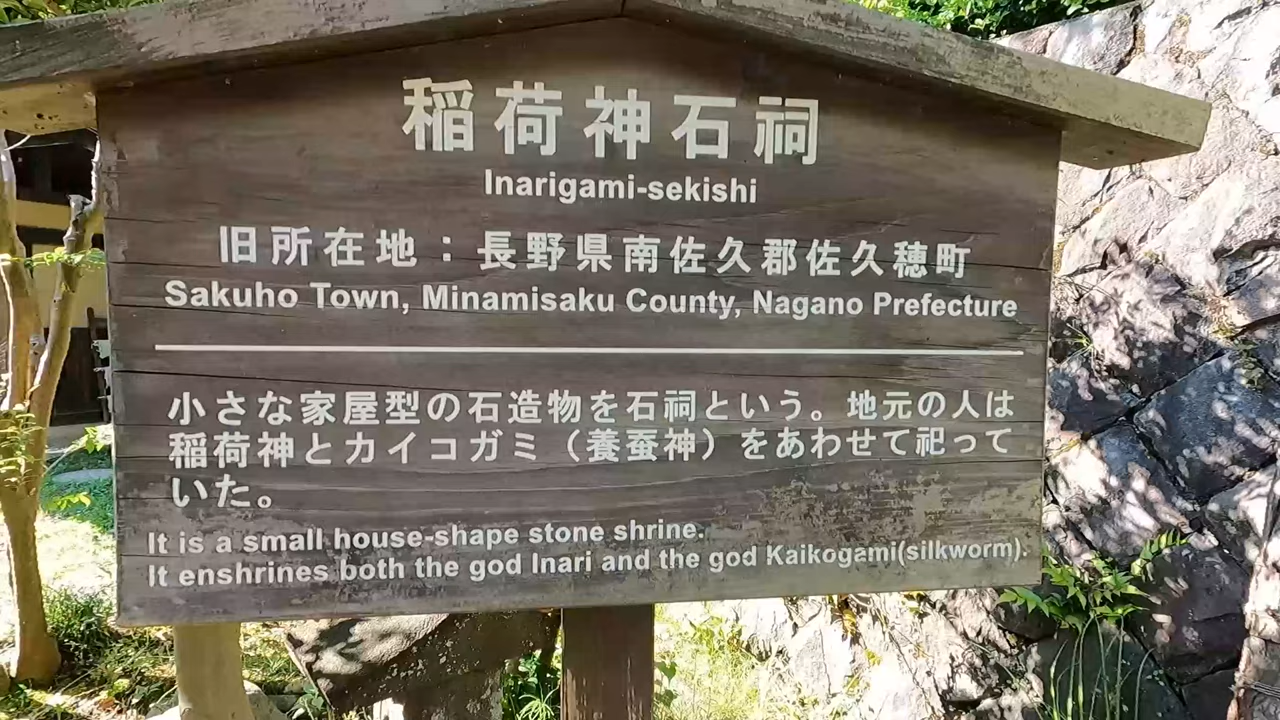 稲荷神石祠
Inarigami-sekishi
旧所在地：長野県南佐久郡佐久穂町
Sakuho Town, Minamisaku County, Nagano Prefecture
小さな家屋型の石造物を石祠という。地元の人は
稲荷神とカイコガミ（養蚕神）をあわせて祀って
いた。
It is a small house-shape stone shrine.
It enshrines both the god Inari and the god Kaikogami(silkworm).